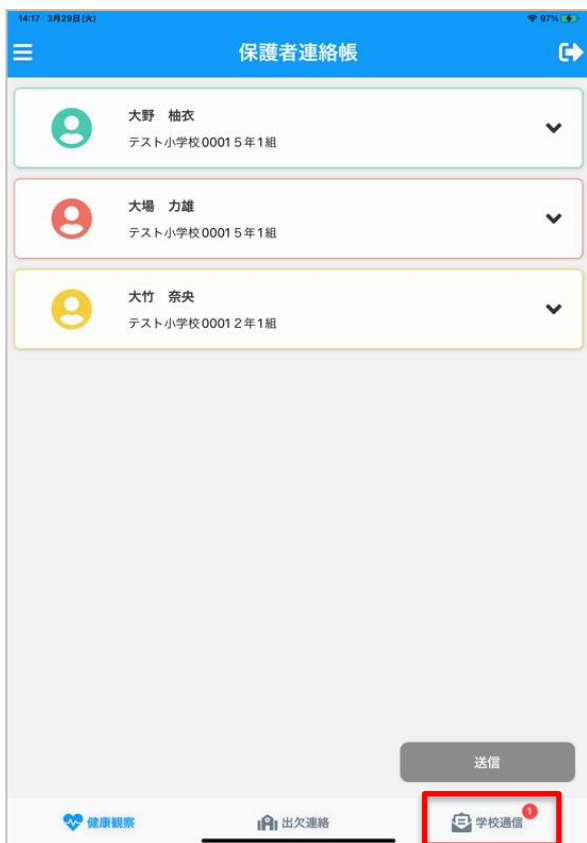 14:17 3月29日(火)
97%
保護者連絡帳
大野　柚衣
テスト小学校0001 5年1組
大場　力雄
テスト小学校0001 5年1組
大竹　奈央
テスト小学校0001 2年1組
送信
健康観察
出欠連絡
学校通信
1